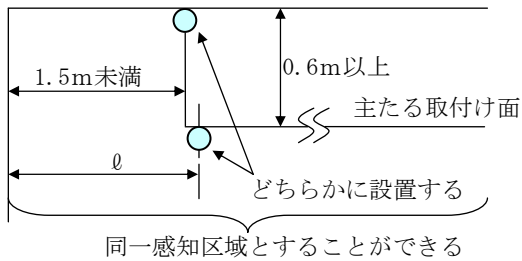 1.5m未満
0.6m以上
主たる取付け面
ℓ
どちらかに設置する
同一感知区域とすることができる